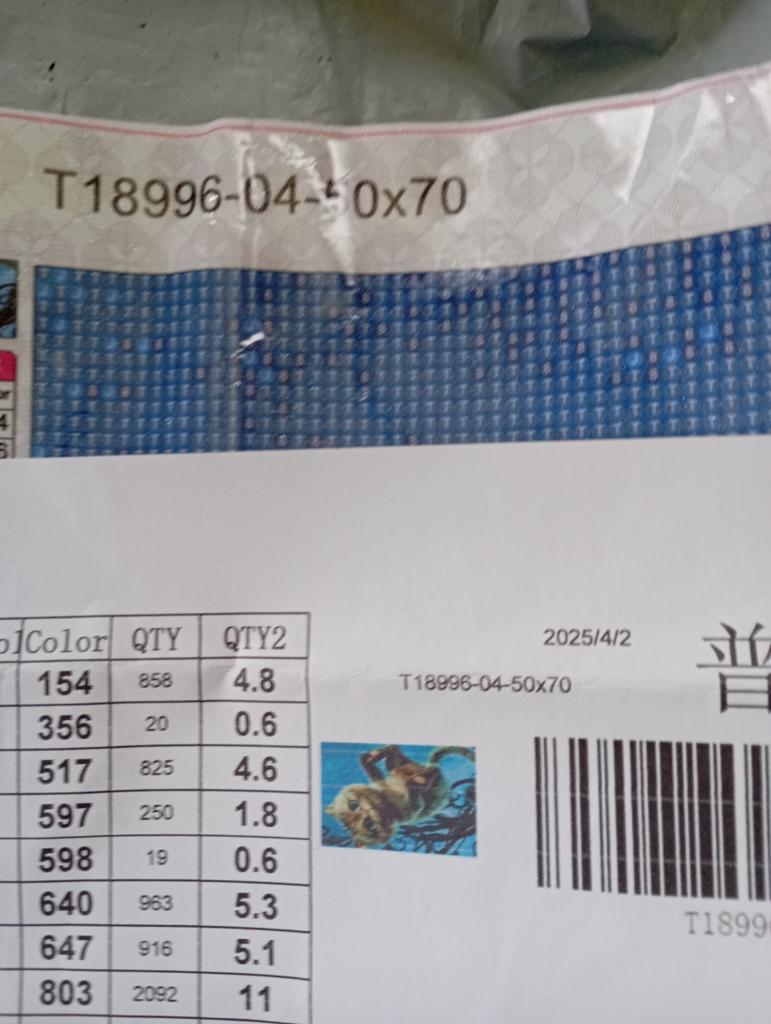 T18996-04-50x70
Color QTY QTY2
154 858 4.8
356 20 0.6
517 825 4.6
597 250 1.8
598 19 0.6
640 963 5.3
647 916 5.1
803 2092 11
2025/4/2
T18996-04-50x70
普
T1899